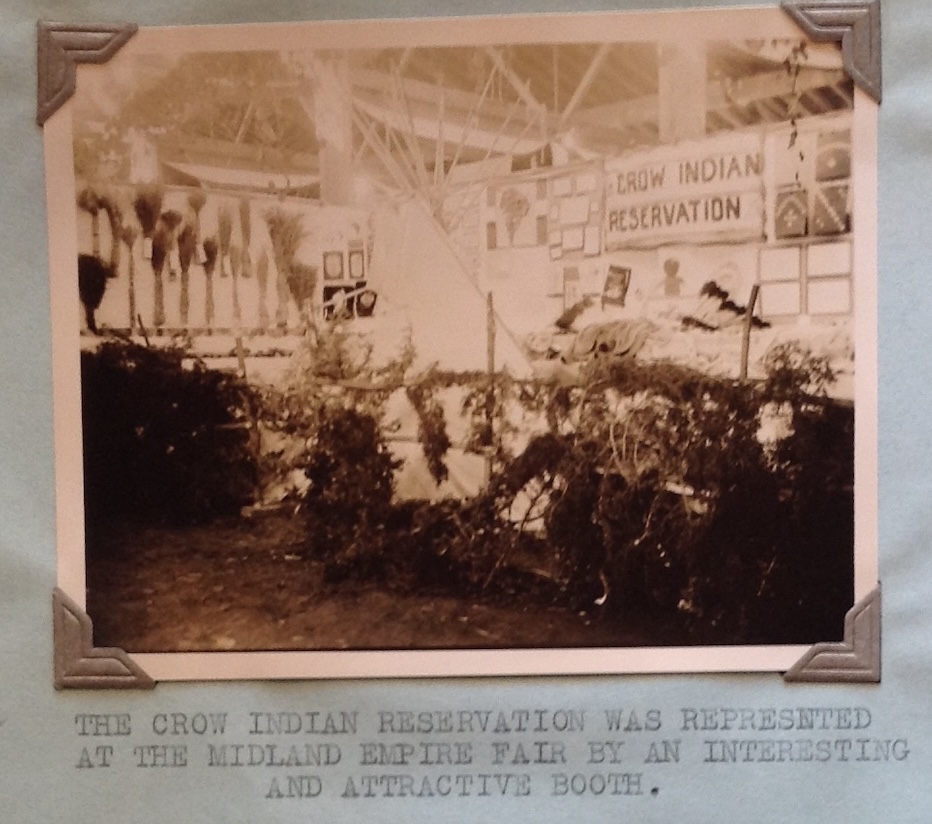 CROW INDIAN
RESERVATION
THE CROW INDIAN RESERVATION WAS REPRESNTED
AT THE MIDLAND EMPIRE FAIR BY AN INTERESTING
AND ATTRACTIVE BOOTH.